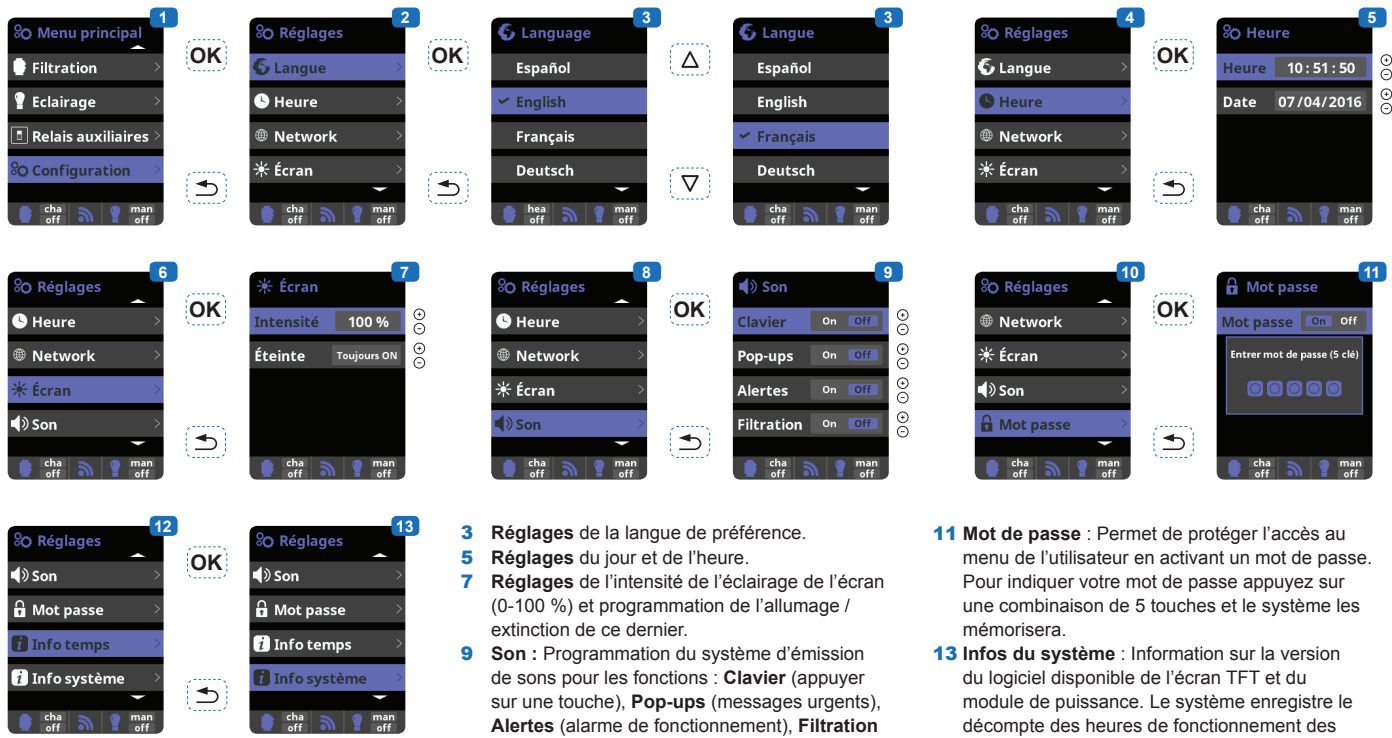 1
Menu principal
Filtration
Eclairage
Relais auxiliaires
Configuration
cha off
man off
OK
2
Réglages
Langue
Heure
Network
Écran
cha off
man off
OK
3
Language
Español
English
Français
Deutsch
hea off
man off
3
Langue
Español
English
Français
Deutsch
cha off
man off
4
Réglages
Langue
Heure
Network
Écran
cha off
man off
OK
5
Heure
Heure 10:51:50
Date 07/04/2016
cha off
man off
6
Réglages
Heure
Network
Écran
Son
cha off
man off
OK
7
Écran
Intensité 100 %
Éteinte Toujours ON
cha off
man off
8
Réglages
Heure
Network
Écran
Son
cha off
man off
OK
9
Son
Clavier On Off
Pop-ups On Off
Alertes On Off
Filtration On Off
cha off
man off
10
Réglages
Network
Écran
Son
Mot passe
cha off
man off
OK
11
Mot passe
Mot passe On Off
Entrer mot de passe (5 clé)
cha off
man off
12
Réglages
Son
Mot passe
Info temps
Info système
cha off
man off
OK
13
Réglages
Son
Mot passe
Info temps
Info système
cha off
man off
3 Réglages de la langue de préférence.
5 Réglages du jour et de l’heure.
7 Réglages de l’intensité de l’éclairage de l’écran
(0-100 %) et programmation de l’allumage /
extinction de ce dernier.
9 Son : Programmation du système d’émission
de sons pour les fonctions : Clavier (appuyer
sur une touche), Pop-ups (messages urgents),
Alertes (alarme de fonctionnement), Filtration
11 Mot de passe : Permet de protéger l’accès au
menu de l’utilisateur en activant un mot de passe.
Pour indiquer votre mot de passe appuyez sur
une combinaison de 5 touches et le système les
mémorisera.
13 Infos du système : Information sur la version
du logiciel disponible de l’écran TFT et du
module de puissance. Le système enregistre le
décompte des heures de fonctionnement des